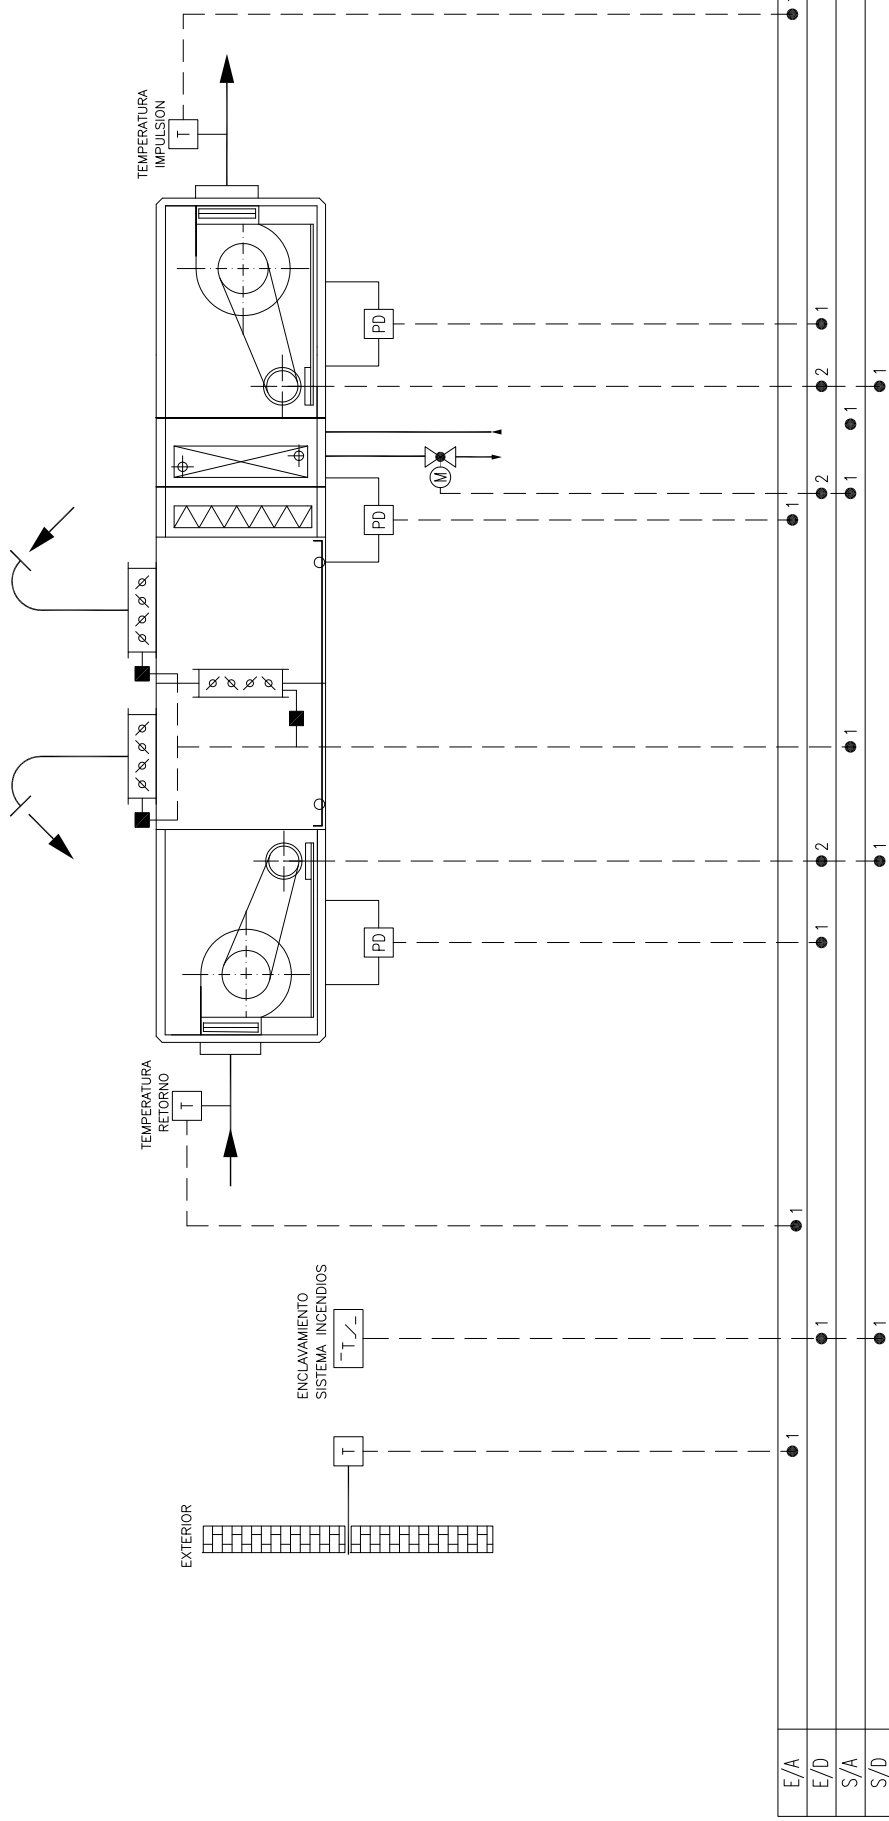 TEMPERATURA
IMPULSION
T
TEMPERATURA
RETORNO
T
EXTERIOR
T
ENCLAVAMIENTO
SISTEMA INCENDIOS
T
PD
PD
PD
M
E/A 1 1 1
E/D 1 1 2 2 2 1
S/A 1 1 1
S/D 1 1 1